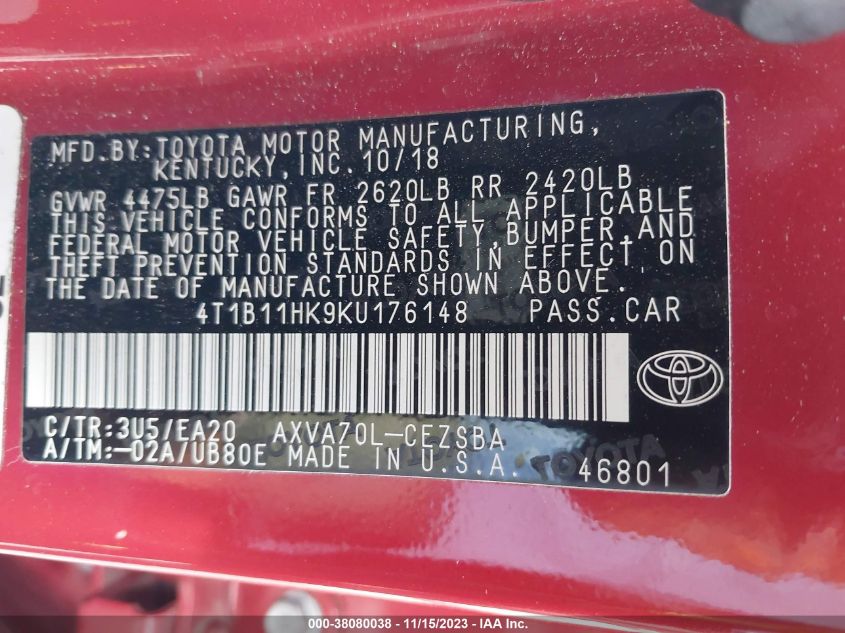 MFD.BY:TOYOTA MOTOR MANUFACTURING,
KENTUCKY,INC.10/18
GVWR 4475LB GAWR FR 2620LB RR 2420LB
THIS VEHICLE CONFORMS TO ALL APPLICABLE
FEDERAL MOTOR VEHICLE SAFETY,BUMPER,AND
THEFT PREVENTION STANDARDS IN EFFECT ON
THE DATE OF MANUFACTURE SHOWN ABOVE.
4T1B11HK9KU176148 PASS.CAR
C/TR:3U5/EA20 AXVA70L-CEZSBA
A/TM:-02A/UB80E MADE IN U.S.A. 46801
TOYOTA
000-38080038 - 11/15/2023 - IAAI.com